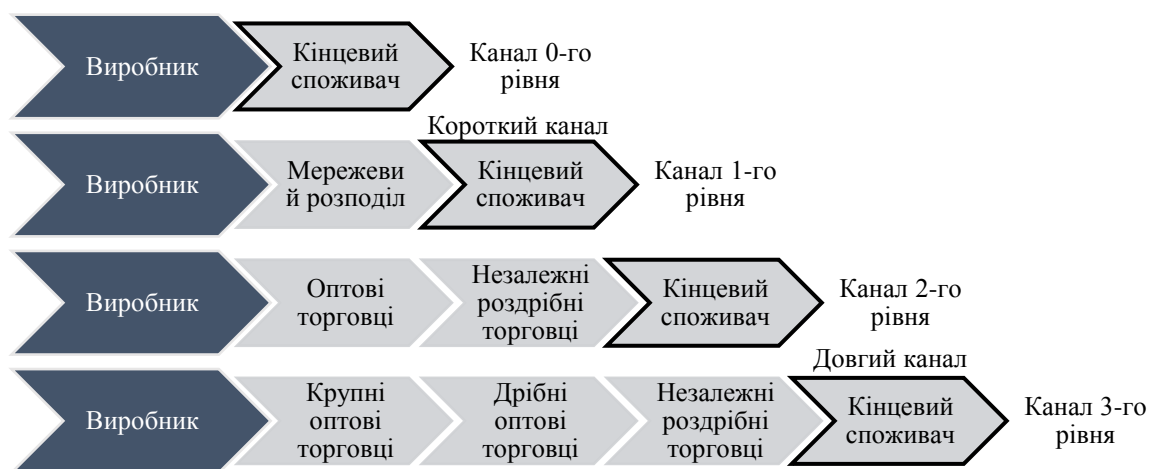 Виробник
Кінцевий
споживач
Канал 0-го
рівня
Короткий канал
Виробник
Мережеви
й розподіл
Кінцевий
споживач
Канал 1-го
рівня
Виробник
Оптові
торговці
Незалежні
роздрібні
торговці
Кінцевий
споживач
Канал 2-го
рівня
Довгий канал
Виробник
Крупні
оптові
торговці
Дрібні
оптові
торговці
Незалежні
роздрібні
торговці
Кінцевий
споживач
Канал 3-го
рівня